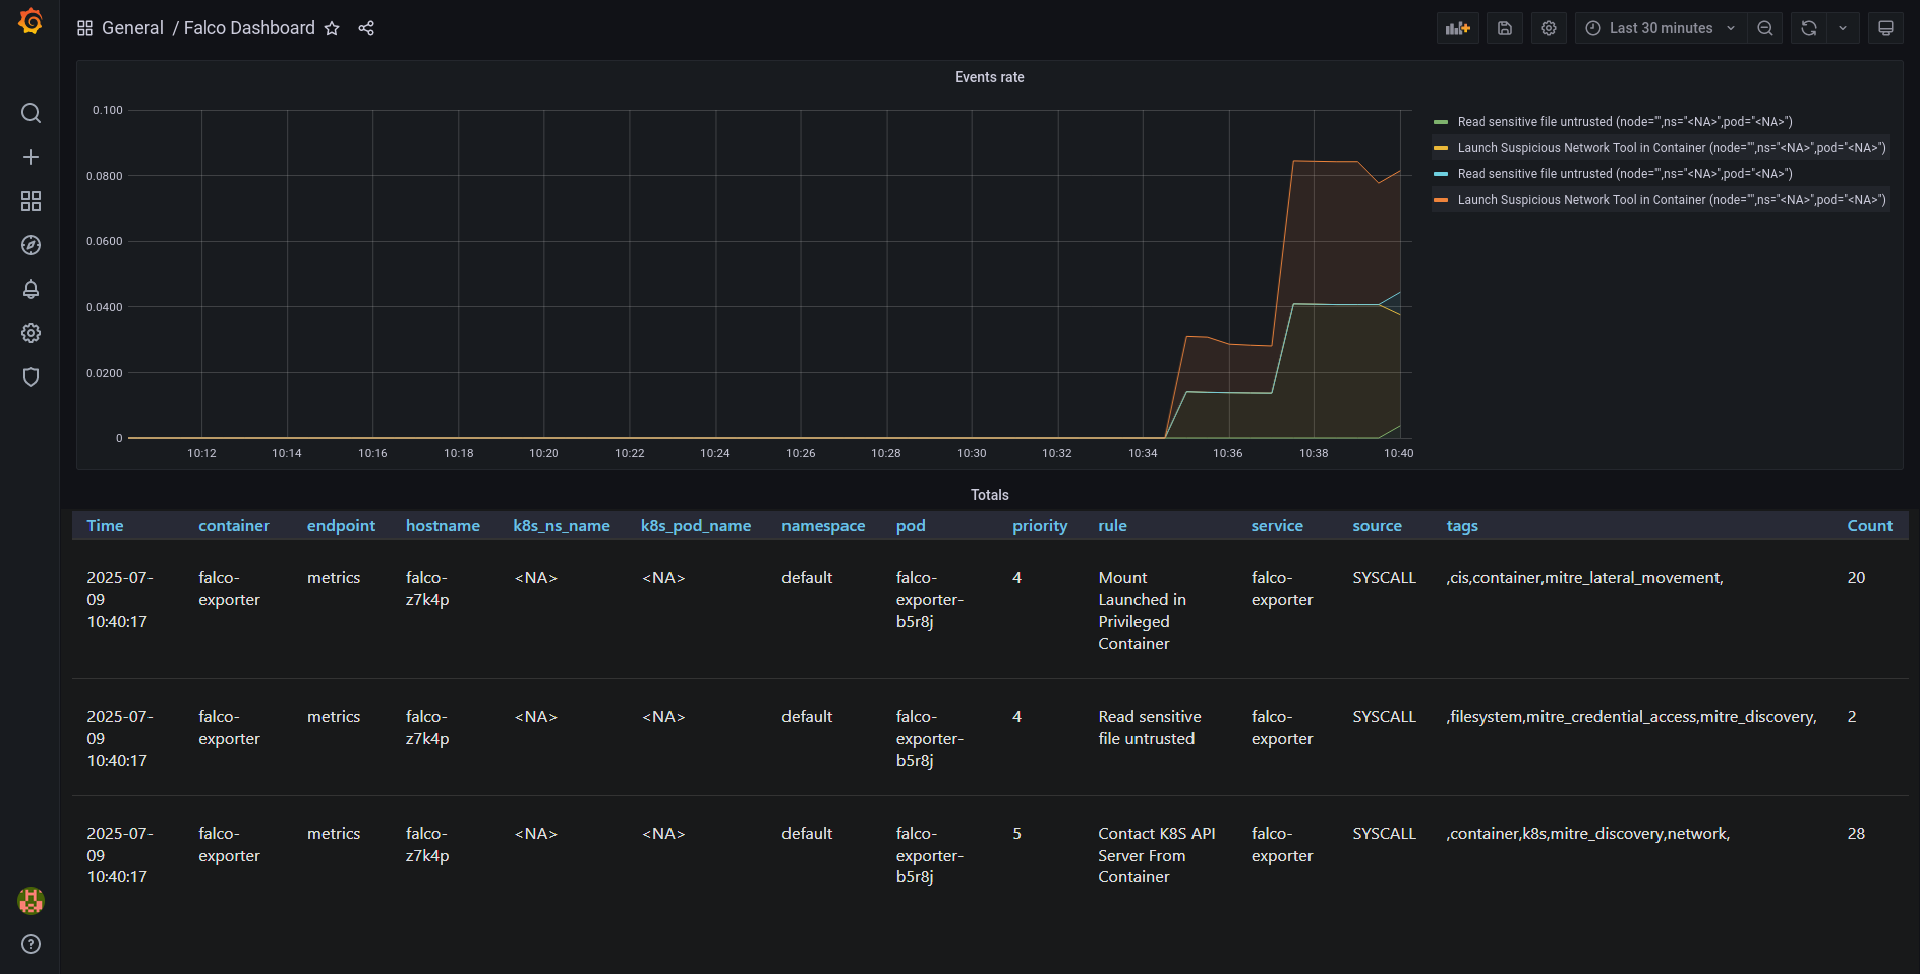 General / Falco Dashboard
Last 30 minutes
Events rate
0.100
0.0800
0.0600
0.0400
0.0200
0
10:12 10:14 10:16 10:18 10:20 10:22 10:24 10:26 10:28 10:30 10:32 10:34 10:36 10:38 10:40
Read sensitive file untrusted (node="",ns="<NA>",pod="<NA>")
Launch Suspicious Network Tool in Container (node="",ns="<NA>",pod="<NA>")
Read sensitive file untrusted (node="",ns="<NA>",pod="<NA>")
Launch Suspicious Network Tool in Container (node="",ns="<NA>",pod="<NA>")
Totals
Time container endpoint hostname k8s_ns_name k8s_pod_name namespace pod priority rule service source tags Count
2025-07- falco- metrics falco- <NA> <NA> default falco- 4 Mount falco- SYSCALL ,cis,container,mitre_lateral_movement, 20
09 exporter z7k4p exporter- Launched in exporter
10:40:17 b5r8j Privileged
Container
2025-07- falco- metrics falco- <NA> <NA> default falco- 4 Read sensitive falco- SYSCALL ,filesystem,mitre_credential_access,mitre_discovery, 2
09 exporter z7k4p exporter- file untrusted exporter
10:40:17 b5r8j
2025-07- falco- metrics falco- <NA> <NA> default falco- 5 Contact K8S API falco- SYSCALL ,container,k8s,mitre_discovery,network, 28
09 exporter z7k4p exporter- Server From exporter
10:40:17 b5r8j Container